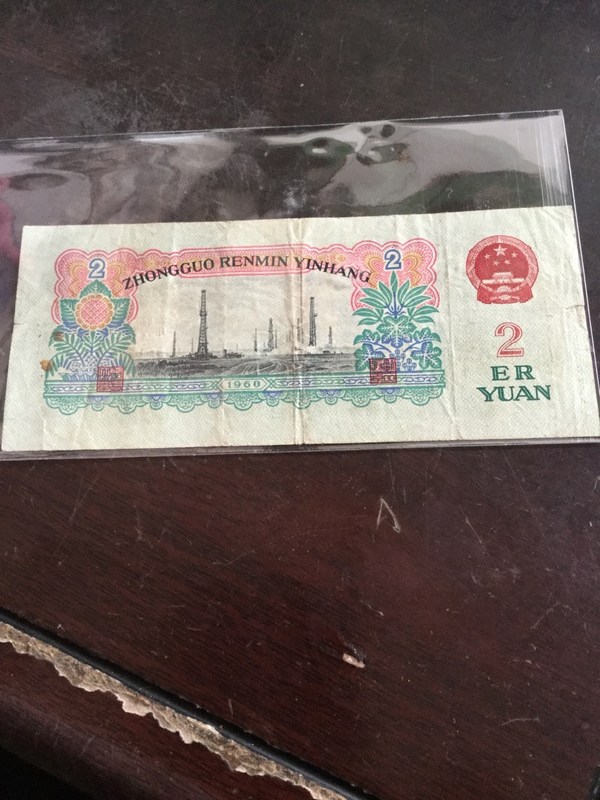 2
ZHONGGUO RENMIN YINHANG
2
1960
2
ER
YUAN